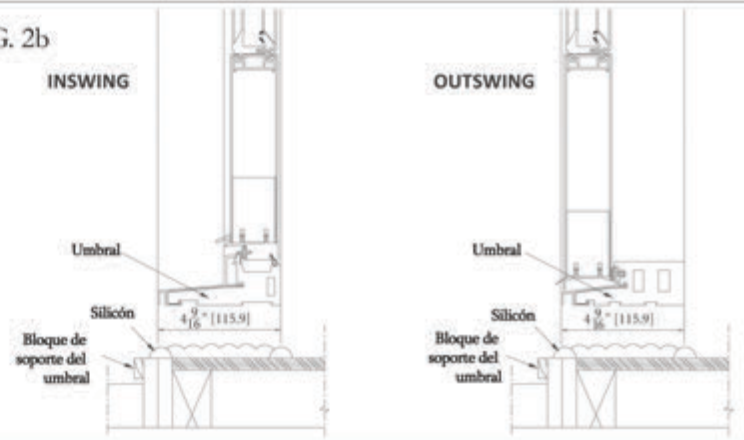 G. 2b
INSWING
OUTSWING
Umbral
Silicón
4 9/16" [115.9]
Bloque de
soporte del
umbral
Umbral
Silicón
4 9/16" [115.9]
Bloque de
soporte del
umbral